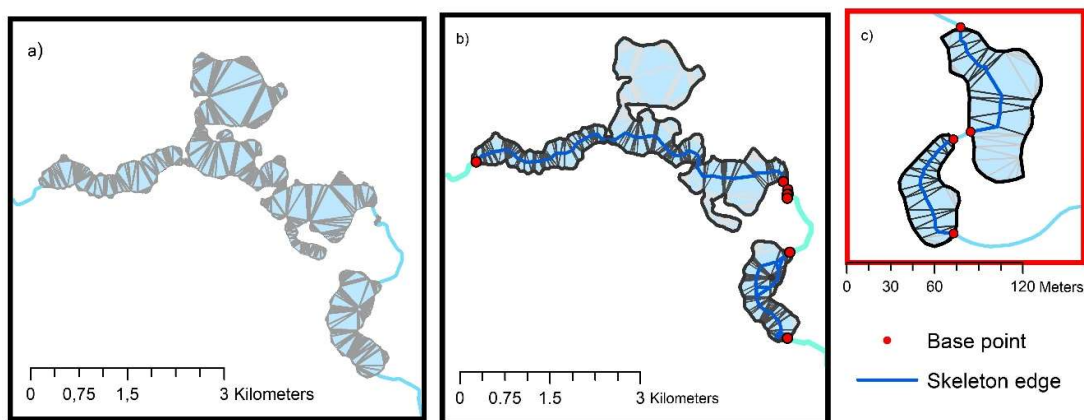 a)
0 0,75 1,5 3 Kilometers
b)
0 0.75 1.5 3 Kilometers
c)
0 30 60 120 Meters
Base point
Skeleton edge